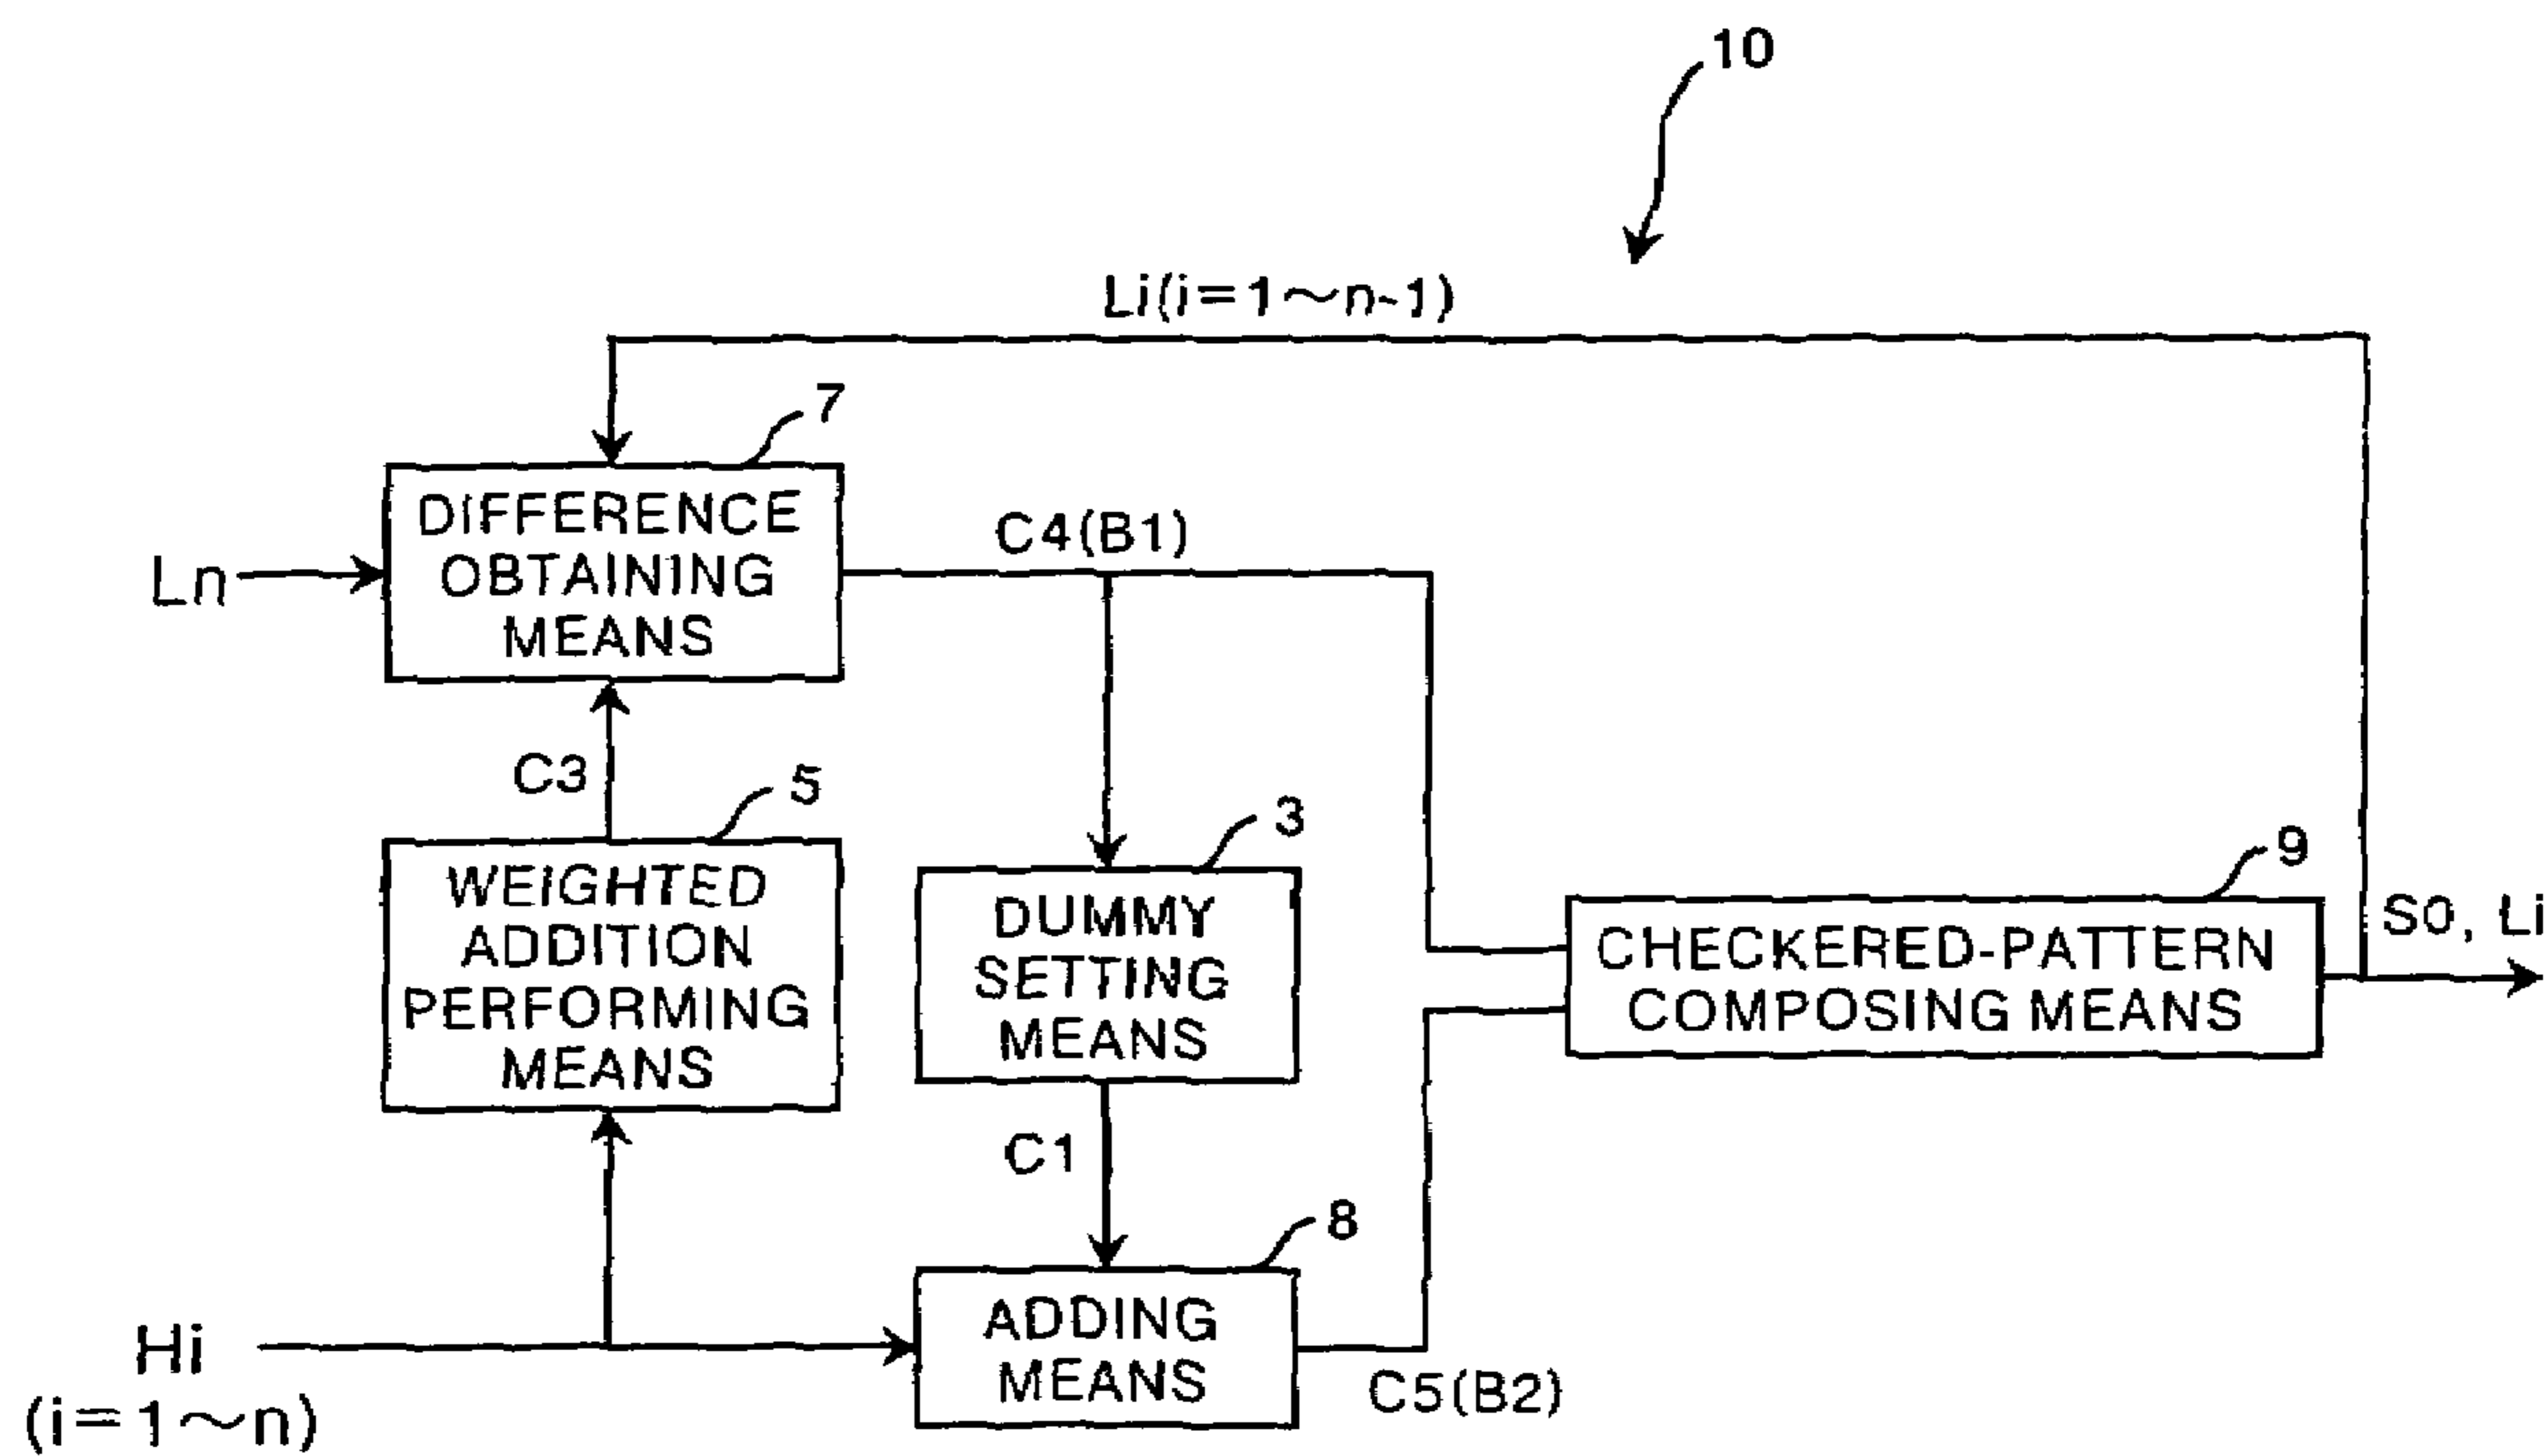 10
Li(i=1～n-1)
7
DIFFERENCE
OBTAINING
MEANS
Ln
C4(B1)
C3
5
WEIGHTED
ADDITION
PERFORMING
MEANS
3
DUMMY
SETTING
MEANS
9
CHECKERED-PATTERN
COMPOSING MEANS
S0, Li
C1
8
ADDING
MEANS
Hi
(i=1～n)
C5(B2)